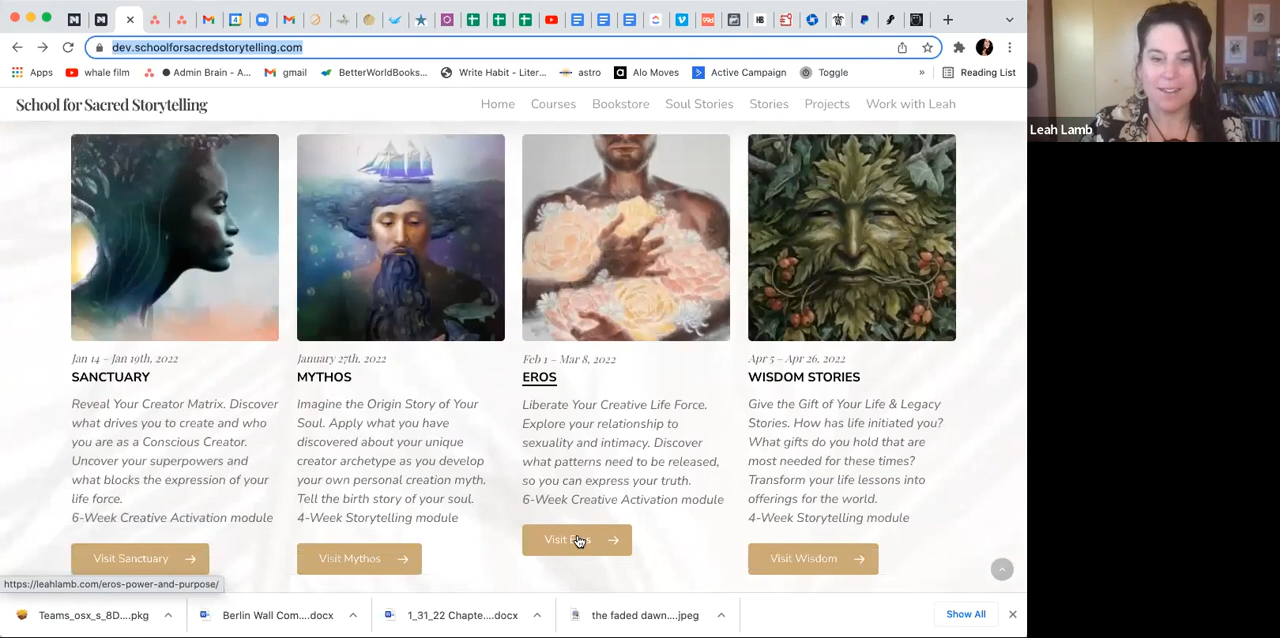 dev.schoolforsacredstorytelling.com
Apps
whale film
Admin Brain - A...
gmail
BetterWorldBooks...
Write Habit - Liter...
astro
Alo Moves
Active Campaign
Toggle
»
Reading List
School for Sacred Storytelling
Home
Courses
Bookstore
Soul Stories
Stories
Projects
Work with Leah
Leah Lamb
Jan 14 – Jan 19th, 2022
SANCTUARY
Reveal Your Creator Matrix. Discover
what drives you to create and who
you are as a Conscious Creator.
Uncover your superpowers and
what blocks the expression of your
life force.
6-Week Creative Activation module
Visit Sanctuary
January 27th, 2022
MYTHOS
Imagine the Origin Story of Your
Soul. Apply what you have
discovered about your unique
creator archetype as you develop
your own personal creation myth.
Tell the birth story of your soul.
4-Week Storytelling module
Visit Mythos
Feb 1 – Mar 8, 2022
EROS
Liberate Your Creative Life Force.
Explore your relationship to
sexuality and intimacy. Discover
what patterns need to be released,
so you can express your truth.
6-Week Creative Activation module
Visit Eros
Apr 5 – Apr 26, 2022
WISDOM STORIES
Give the Gift of Your Life & Legacy
Stories. How has life initiated you?
What gifts do you hold that are
most needed for these times?
Transform your life lessons into
offerings for the world.
4-Week Storytelling module
Visit Wisdom
https://leahlamb.com/eros-power-and-purpose/
Teams_osx_s_8D....pkg
Berlin Wall Com....docx
1_31_22 Chapte....docx
the faded dawn....jpeg
Show All